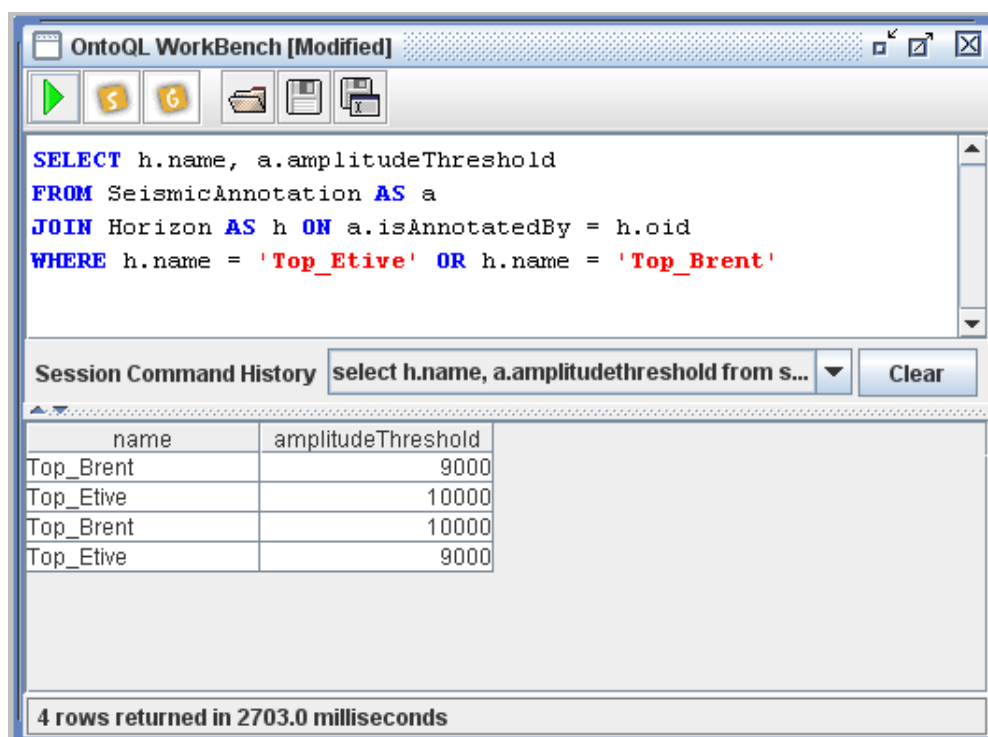 OntoQL WorkBench [Modified]
S G
SELECT h.name, a.amplitudeThreshold
FROM SeismicAnnotation AS a
JOIN Horizon AS h ON a.isAnnotatedBy = h.oid
WHERE h.name = 'Top_Etive' OR h.name = 'Top_Brent'
Session Command History select h.name, a.amplitudethreshold from s... Clear
name amplitudeThreshold
Top_Brent 9000
Top_Etive 10000
Top_Brent 10000
Top_Etive 9000
4 rows returned in 2703.0 milliseconds